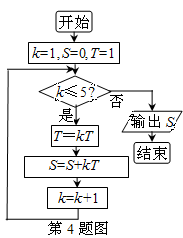 开始
k=1,S=0,T=1
k≤5?
否
是
T=kT
输出 S
S=S+kT
结束
k=k+1
第 4 题图